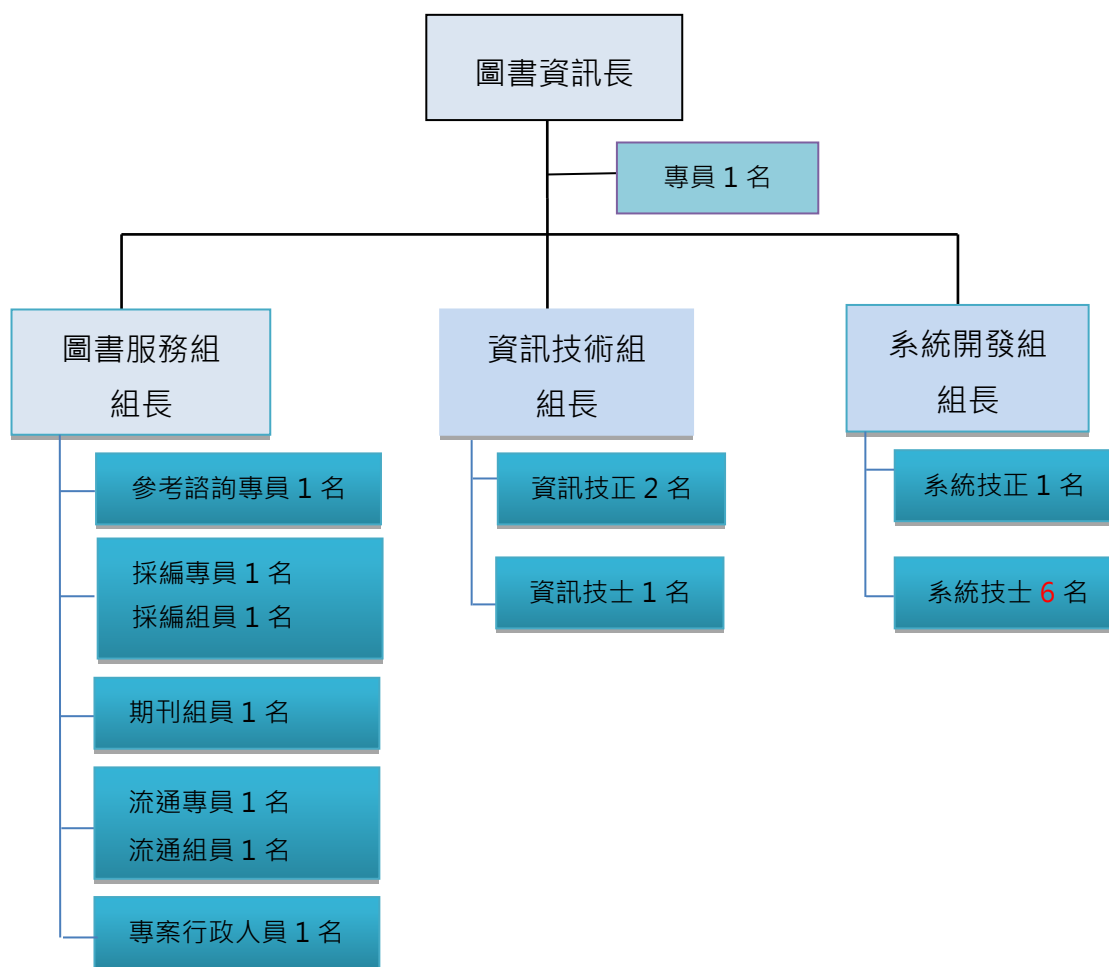 圖書資訊長
專員 1 名
圖書服務組
組長
參考諮詢專員 1 名
採編專員 1 名
採編組員 1 名
期刊組員 1 名
流通專員 1 名
流通組員 1 名
專案行政人員 1 名
資訊技術組
組長
資訊技正 2 名
資訊技士 1 名
系統開發組
組長
系統技正 1 名
系統技士 6 名